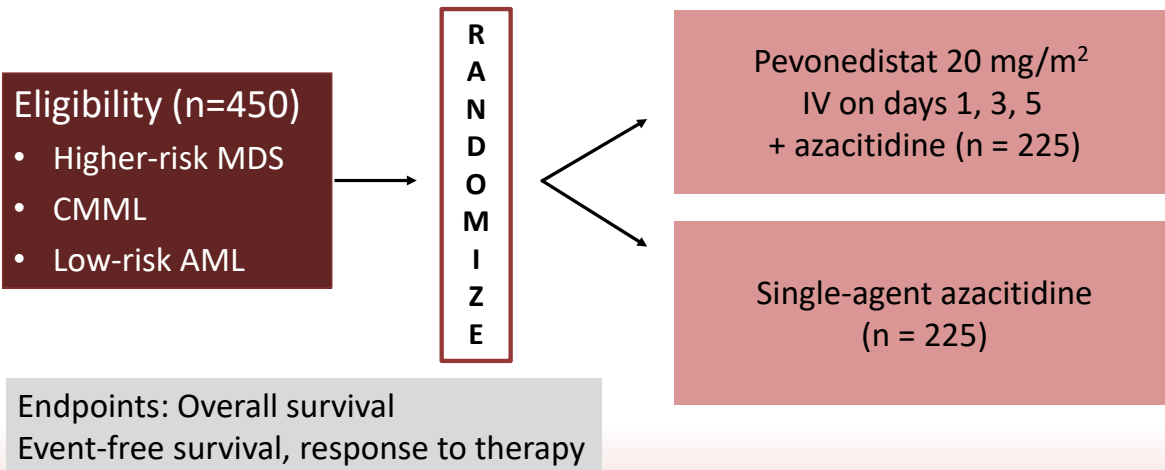 Eligibility (n=450)
• Higher-risk MDS
• CMML
• Low-risk AML
R
A
N
D
O
M
I
Z
E
Pevonedistat 20 mg/m²
IV on days 1, 3, 5
+ azacitidine (n = 225)
Single-agent azacitidine
(n = 225)
Endpoints: Overall survival
Event-free survival, response to therapy